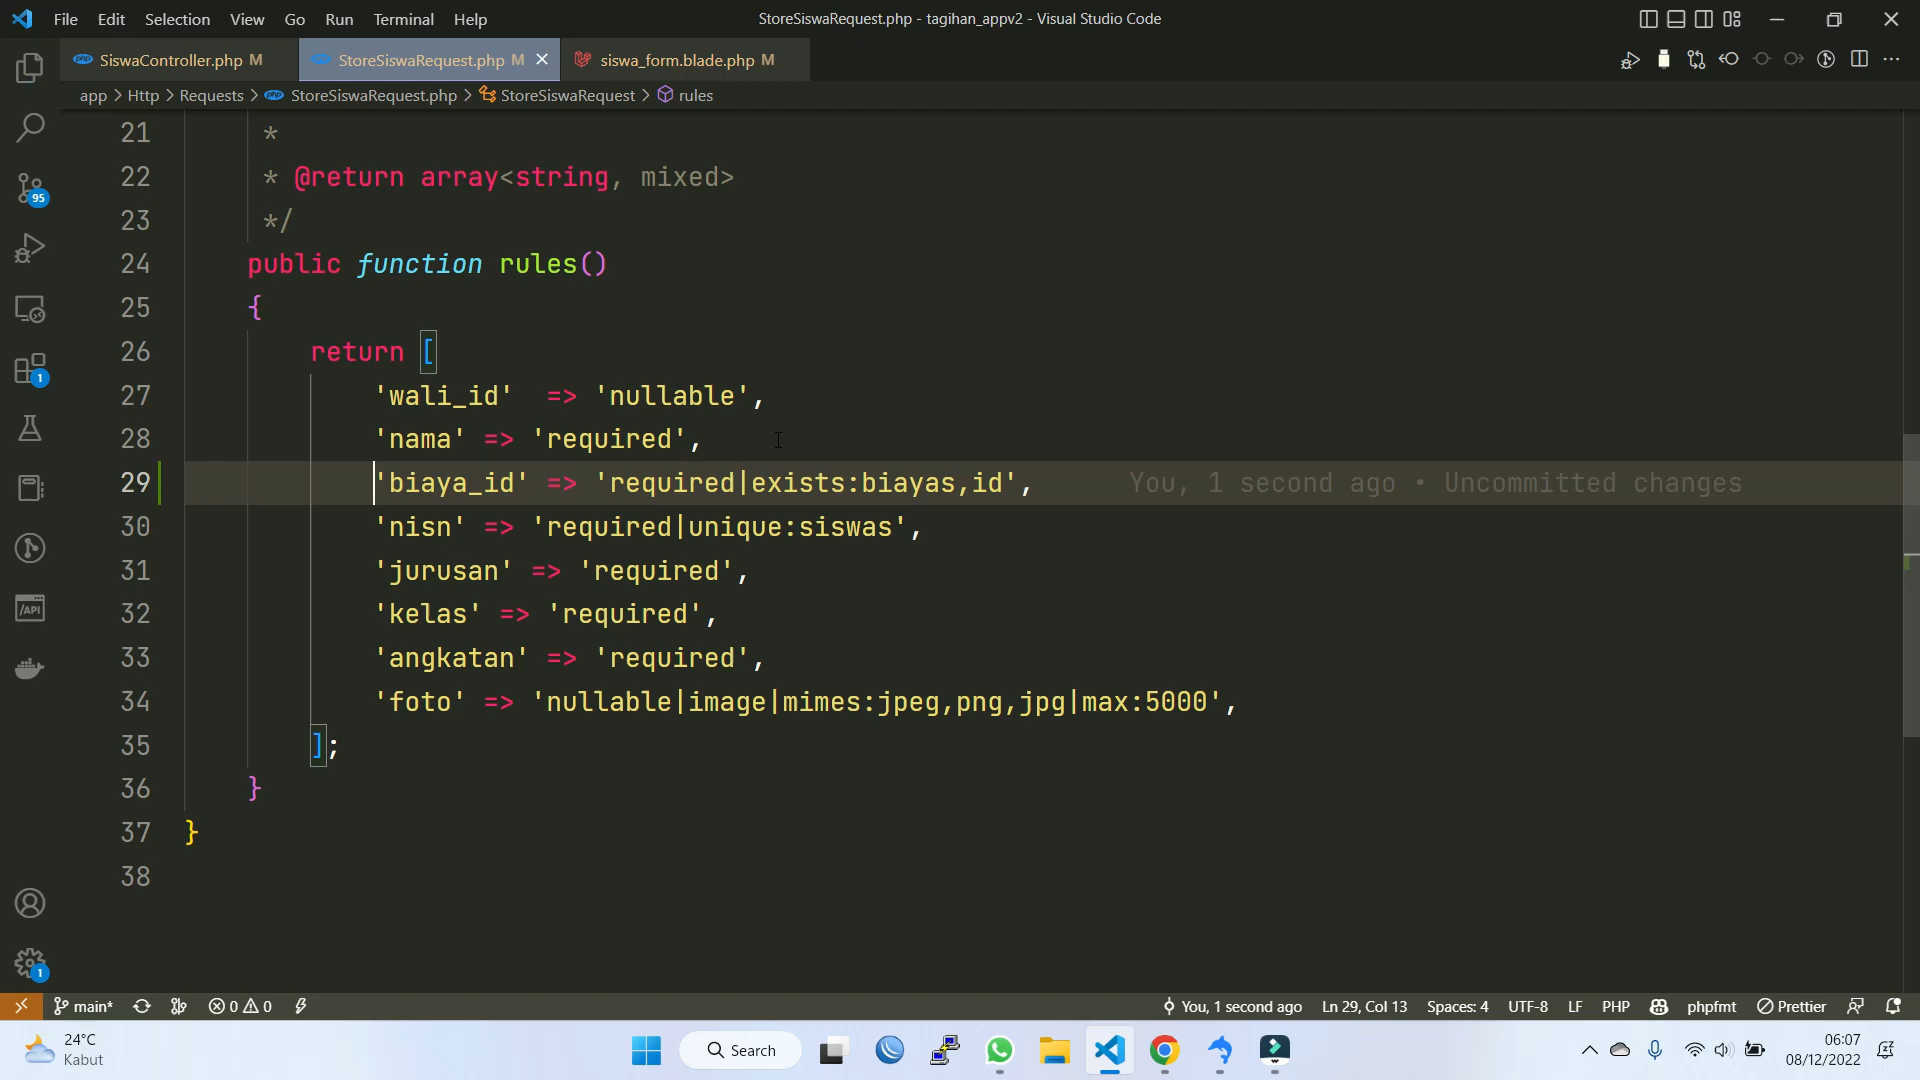 File Edit Selection View Go Run Terminal Help
StoreSiswaRequest.php - tagihan_appv2 - Visual Studio Code
SiswaController.php M
StoreSiswaRequest.php M
siswa_form.blade.php M
app > Http > Requests > StoreSiswaRequest.php > StoreSiswaRequest > rules
21 *
22 * @return array<string, mixed>
23 */
24 public function rules()
25 {
26 return [
27 'wali_id'  => 'nullable',
28 'nama' => 'required',
29 'biaya_id' => 'required|exists:biayas,id', You, 1 second ago • Uncommitted changes
30 'nisn' => 'required|unique:siswas',
31 'jurusan' => 'required',
32 'kelas' => 'required',
33 'angkatan' => 'required',
34 'foto' => 'nullable|image|mimes:jpeg,png,jpg|max:5000',
35 ];
36 }
37 }
38
95
1
/API
1
main* 0 0 You, 1 second ago Ln 29, Col 13 Spaces: 4 UTF-8 LF PHP phpfmt Prettier
24°C
Kabut
Search
06:07
08/12/2022